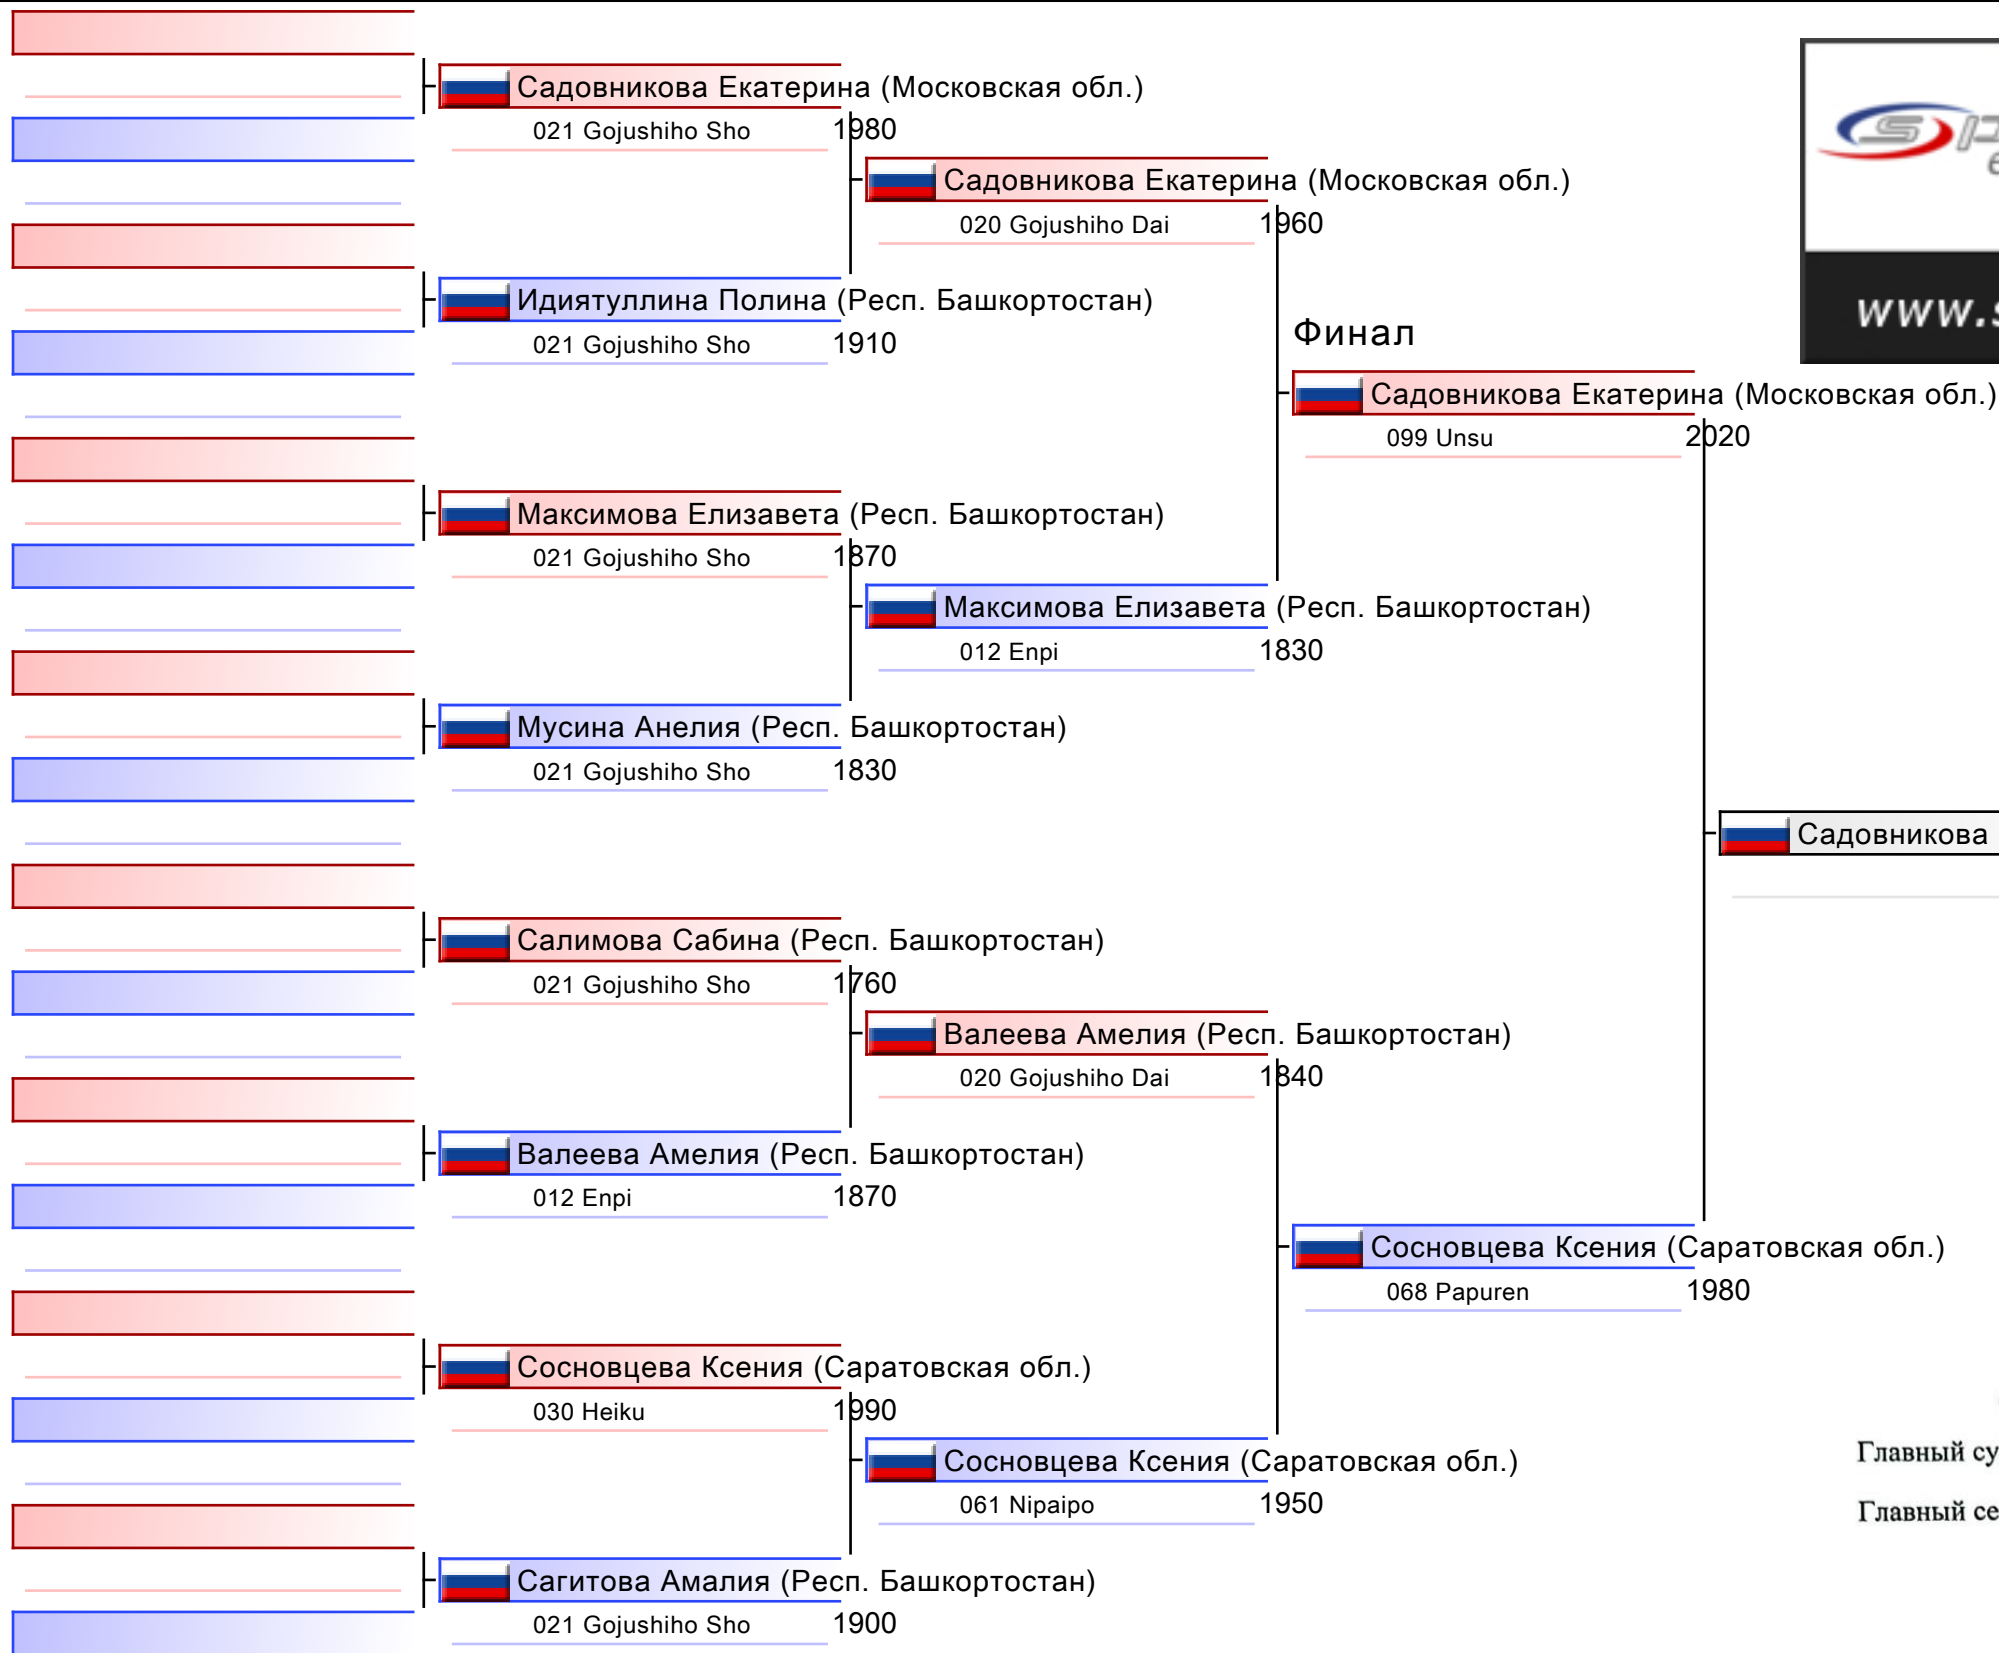 Садовникова Екатерина (Московская обл.)
021 Gojushiho Sho 1980
Садовникова Екатерина (Московская обл.)
020 Gojushiho Dai 1960
Идиятуллина Полина (Респ. Башкортостан)
021 Gojushiho Sho 1910
www.s
Финал
Садовникова Екатерина (Московская обл.)
099 Unsu 2020
Максимова Елизавета (Респ. Башкортостан)
021 Gojushiho Sho 1870
Максимова Елизавета (Респ. Башкортостан)
012 Enpi 1830
Мусина Анелия (Респ. Башкортостан)
021 Gojushiho Sho 1830
Садовникова
Салимова Сабина (Респ. Башкортостан)
021 Gojushiho Sho 1760
Валеева Амелия (Респ. Башкортостан)
020 Gojushiho Dai 1840
Валеева Амелия (Респ. Башкортостан)
012 Enpi 1870
Сосновцева Ксения (Саратовская обл.)
068 Papuren 1980
Сосновцева Ксения (Саратовская обл.)
030 Heiku 1990
Сосновцева Ксения (Саратовская обл.)
061 Nipaipo 1950
Главный су
Главный се
Сагитова Амалия (Респ. Башкортостан)
021 Gojushiho Sho 1900